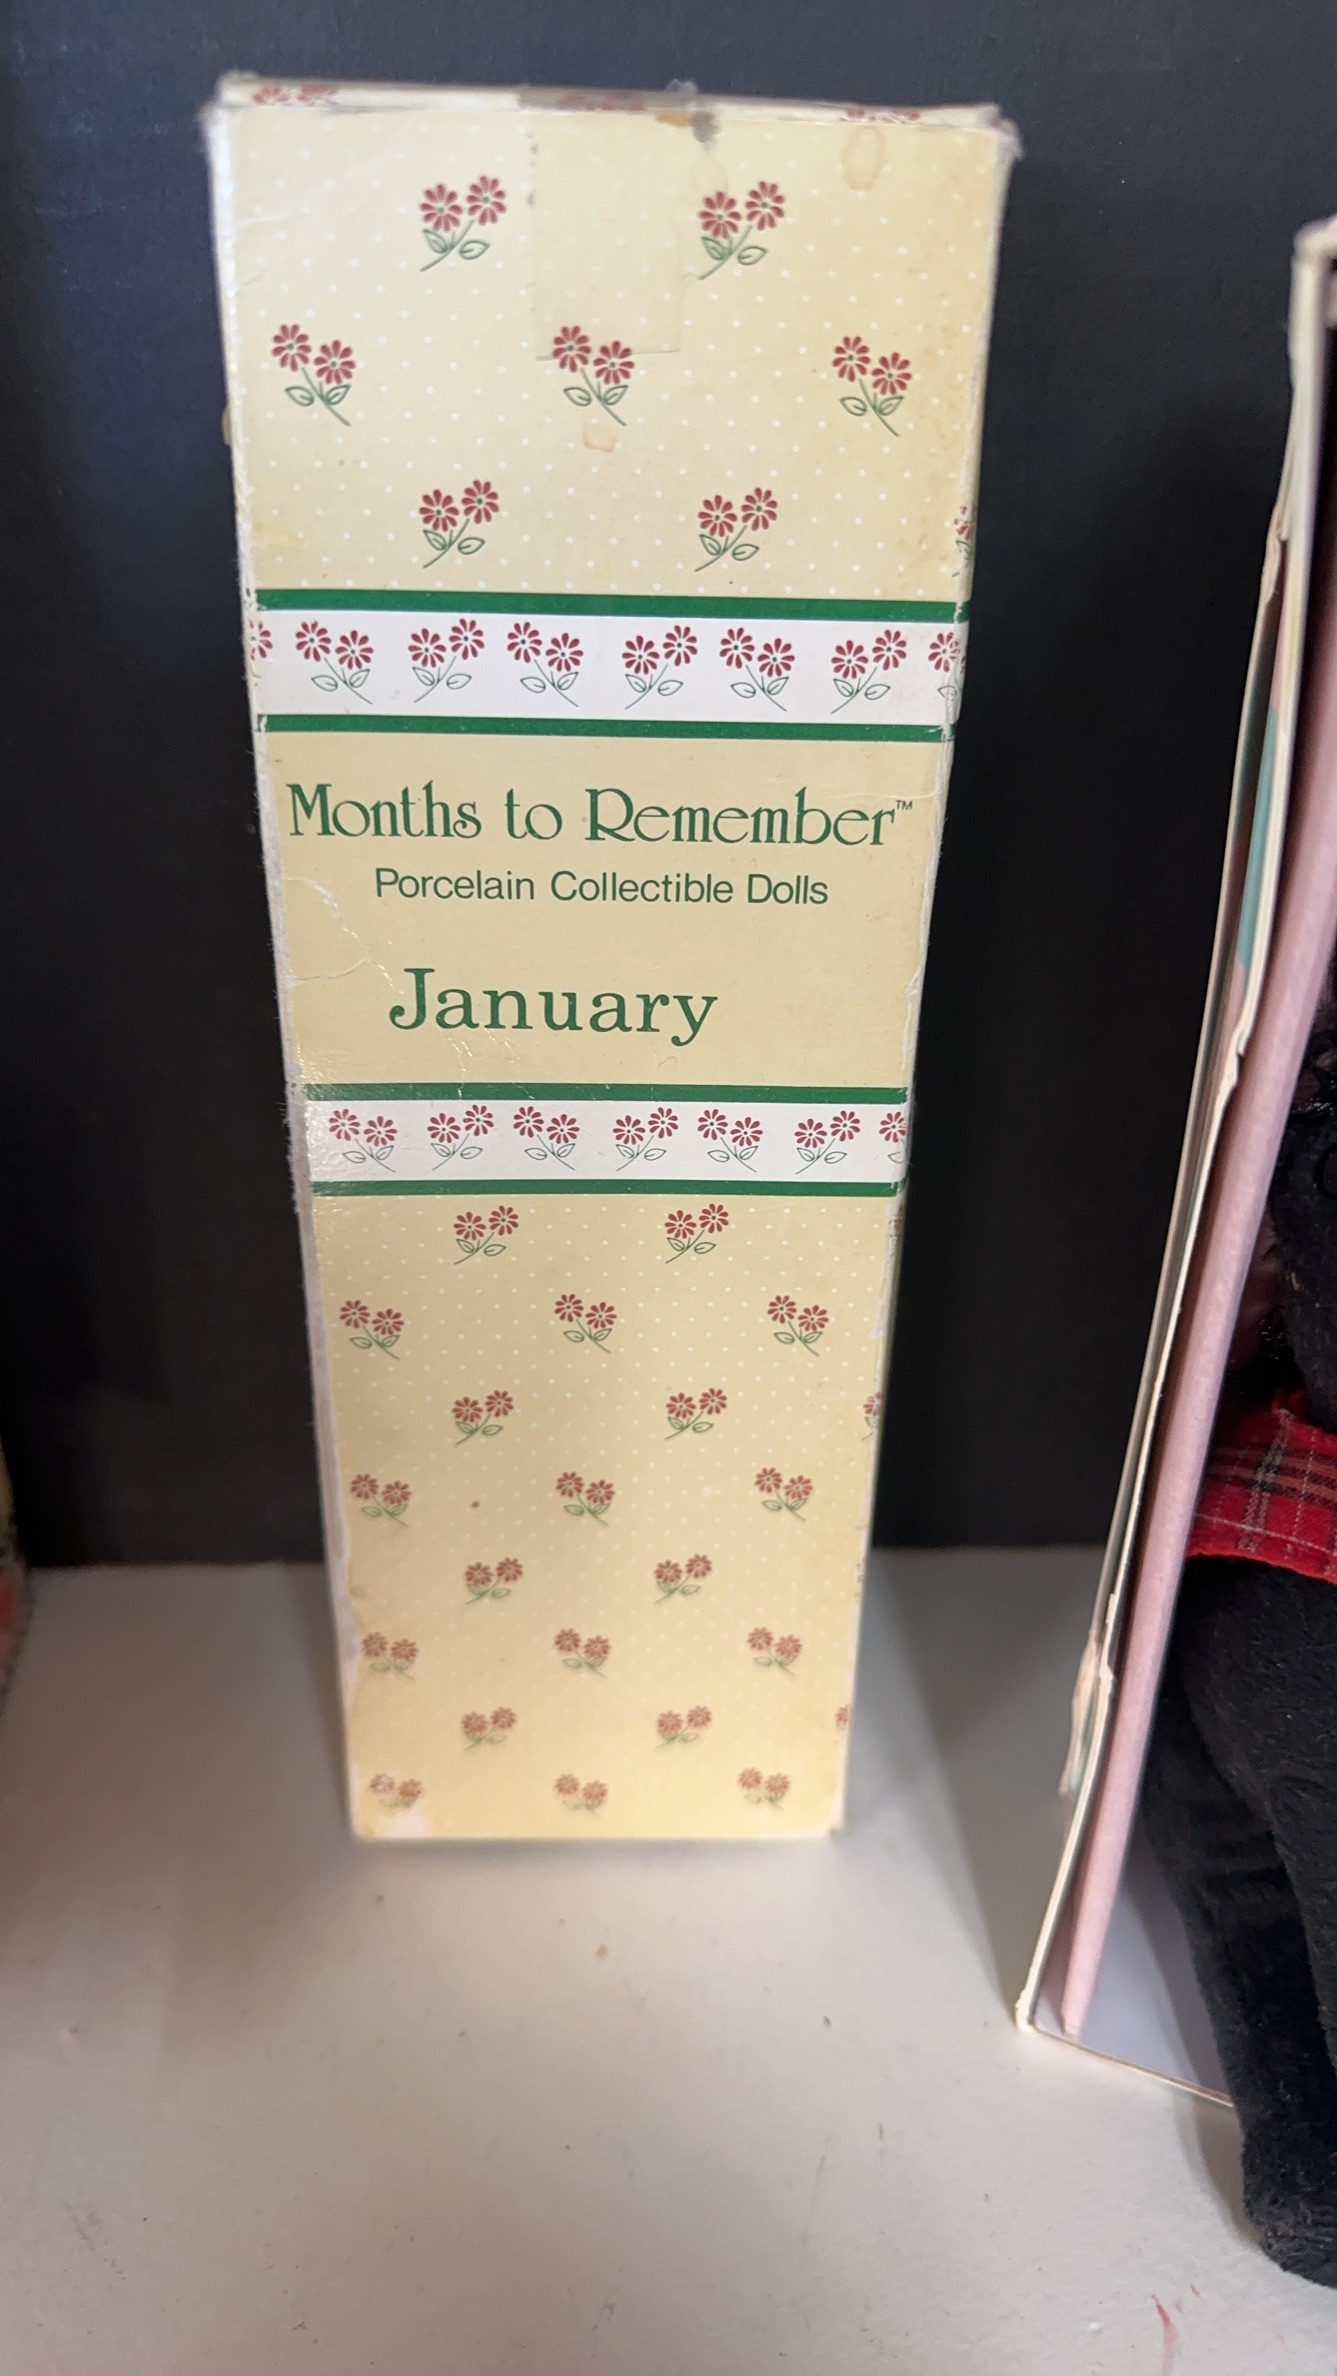 Months to Remember™
Porcelain Collectible Dolls
January